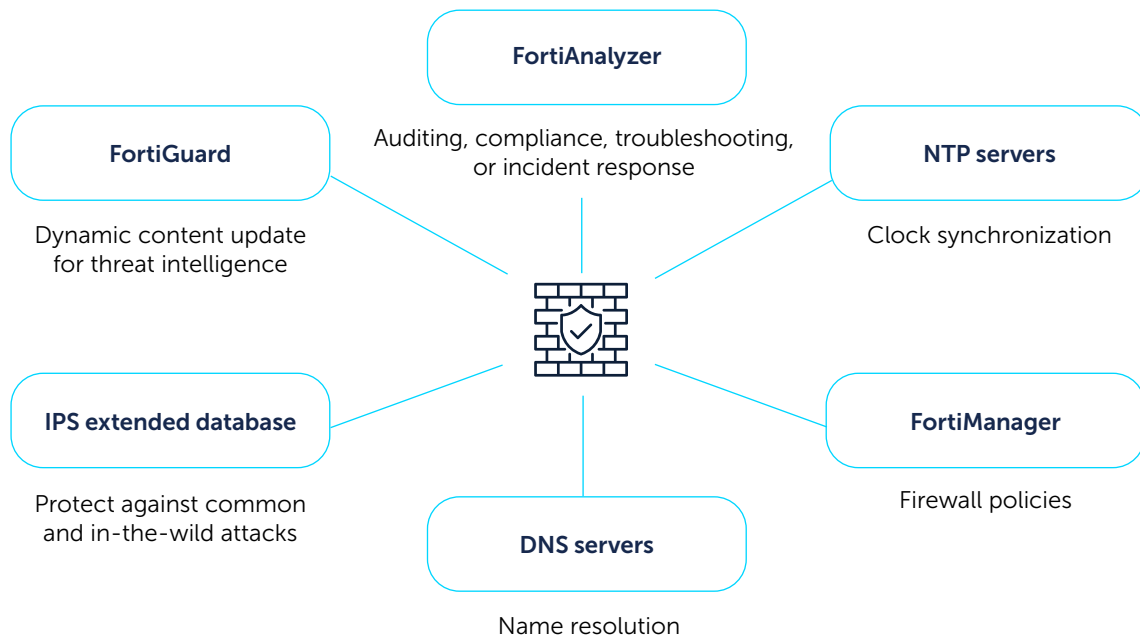 FortiAnalyzer
Auditing, compliance, troubleshooting,
or incident response
FortiGuard
Dynamic content update
for threat intelligence
NTP servers
Clock synchronization
IPS extended database
Protect against common
and in-the-wild attacks
FortiManager
Firewall policies
DNS servers
Name resolution